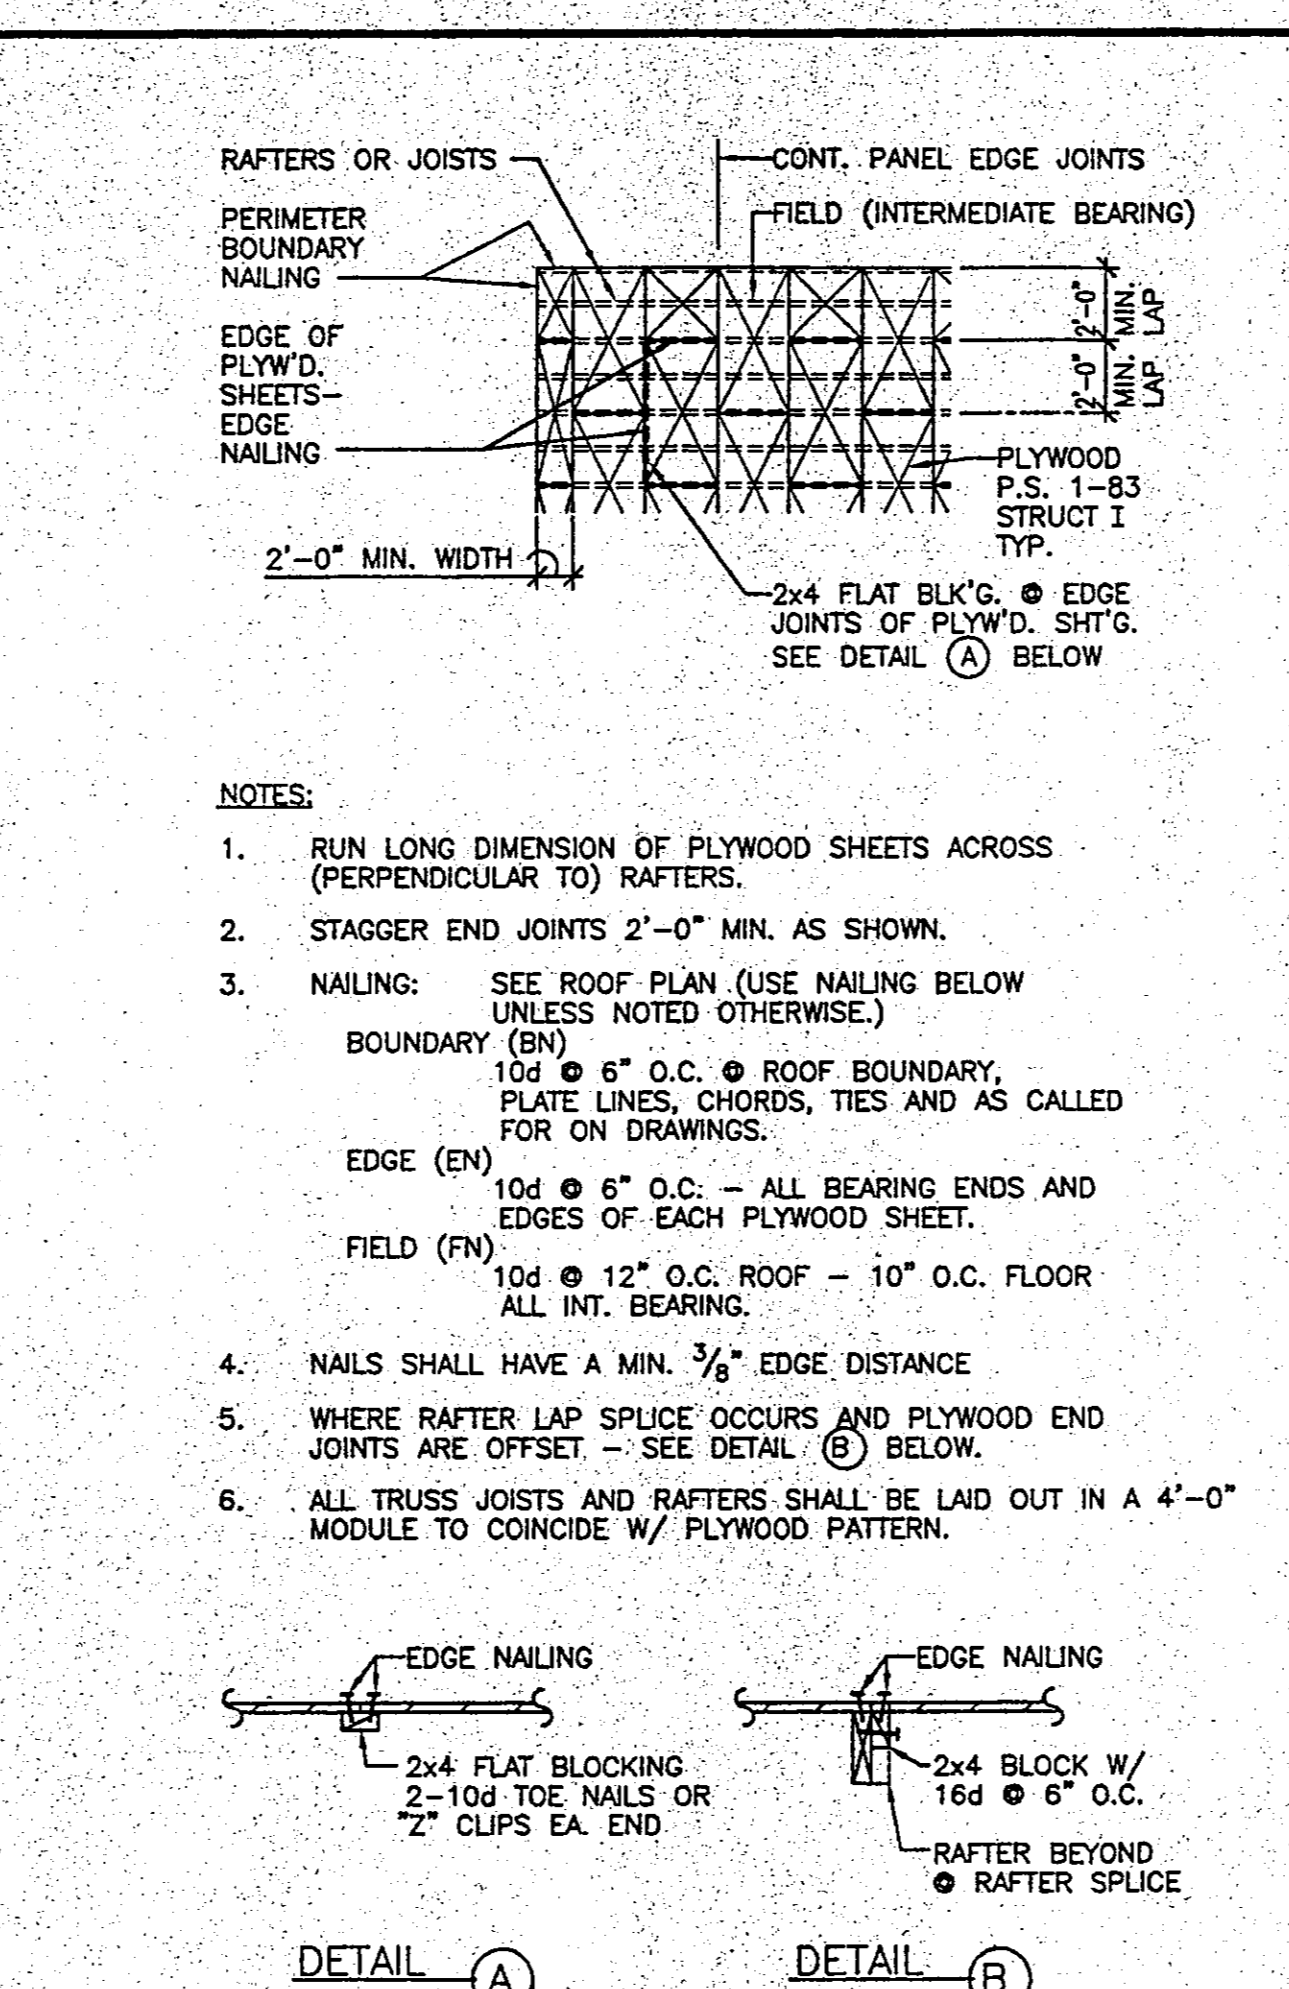 RAFTERS OR JOISTS
CONT. PANEL EDGE JOINTS
PERIMETER
BOUNDARY
NAILING
FIELD (INTERMEDIATE BEARING)
EDGE OF
PLYW'D.
SHEETS-
EDGE
NAILING
2'-0"
MIN.
LAP
2'-0"
MIN.
LAP
PLYWOOD
P.S. 1-83
STRUCT I
TYP.
2'-0" MIN. WIDTH
2x4 FLAT BLK'G. @ EDGE
JOINTS OF PLYW'D. SHT'G.
SEE DETAIL A BELOW
NOTES:
1. RUN LONG DIMENSION OF PLYWOOD SHEETS ACROSS
(PERPENDICULAR TO) RAFTERS.
2. STAGGER END JOINTS 2'-0" MIN. AS SHOWN.
3. NAILING: SEE ROOF PLAN (USE NAILING BELOW
UNLESS NOTED OTHERWISE.)
BOUNDARY (BN)
10d @ 6" O.C. @ ROOF BOUNDARY,
PLATE LINES, CHORDS, TIES AND AS CALLED
FOR ON DRAWINGS.
EDGE (EN)
10d @ 6" O.C. - ALL BEARING ENDS AND
EDGES OF EACH PLYWOOD SHEET.
FIELD (FN)
10d @ 12" O.C. ROOF - 10" O.C. FLOOR
ALL INT. BEARING.
4. NAILS SHALL HAVE A MIN. 3/8" EDGE DISTANCE
5. WHERE RAFTER LAP SPLICE OCCURS AND PLYWOOD END
JOINTS ARE OFFSET - SEE DETAIL B BELOW.
6. ALL TRUSS JOISTS AND RAFTERS SHALL BE LAID OUT IN A 4'-0"
MODULE TO COINCIDE W/ PLYWOOD PATTERN.
EDGE NAILING
2x4 FLAT BLOCKING
2-10d TOE NAILS OR
"Z" CLIPS EA. END
EDGE NAILING
2x4 BLOCK W/
16d @ 6" O.C.
RAFTER BEYOND
@ RAFTER SPLICE
DETAIL A
DETAIL B